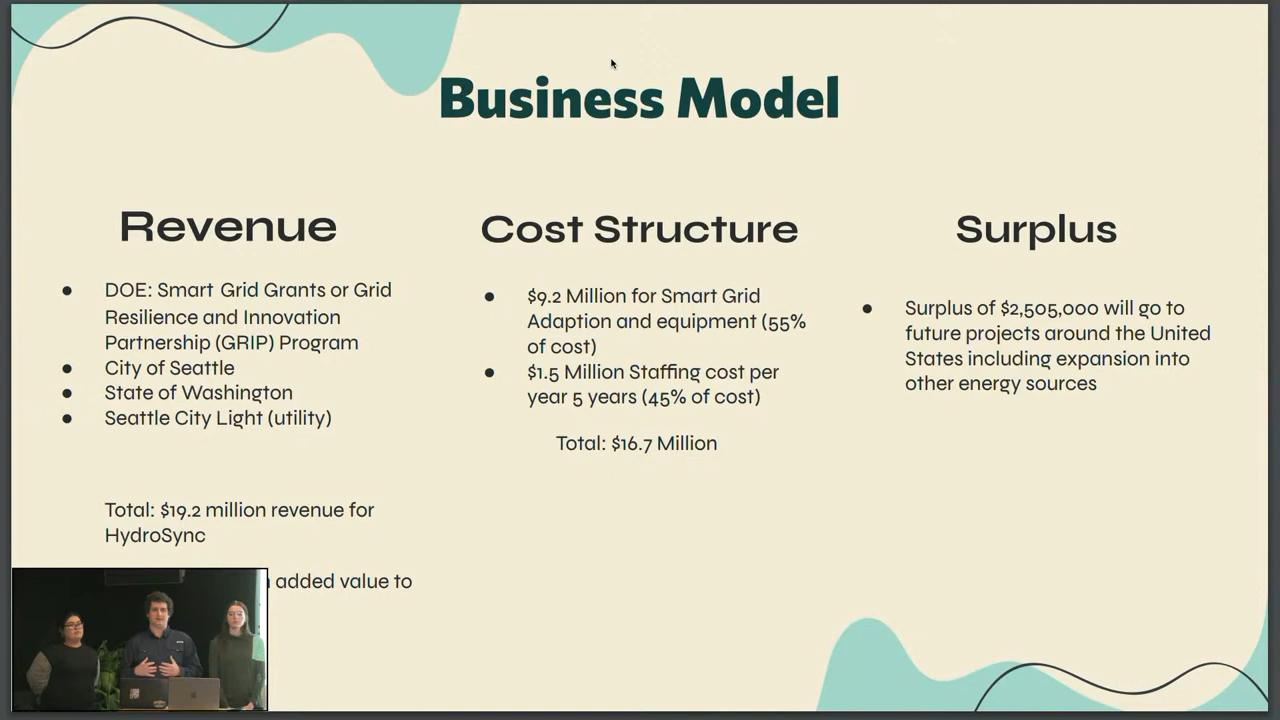 Business Model
Revenue
DOE: Smart Grid Grants or Grid
Resilience and Innovation
Partnership (GRIP) Program
City of Seattle
State of Washington
Seattle City Light (utility)
Total: $19.2 million revenue for
HydroSync
added value to
Cost Structure
$9.2 Million for Smart Grid
Adaption and equipment (55%
of cost)
$1.5 Million Staffing cost per
year 5 years (45% of cost)
Total: $16.7 Million
Surplus
Surplus of $2,505,000 will go to
future projects around the United
States including expansion into
other energy sources